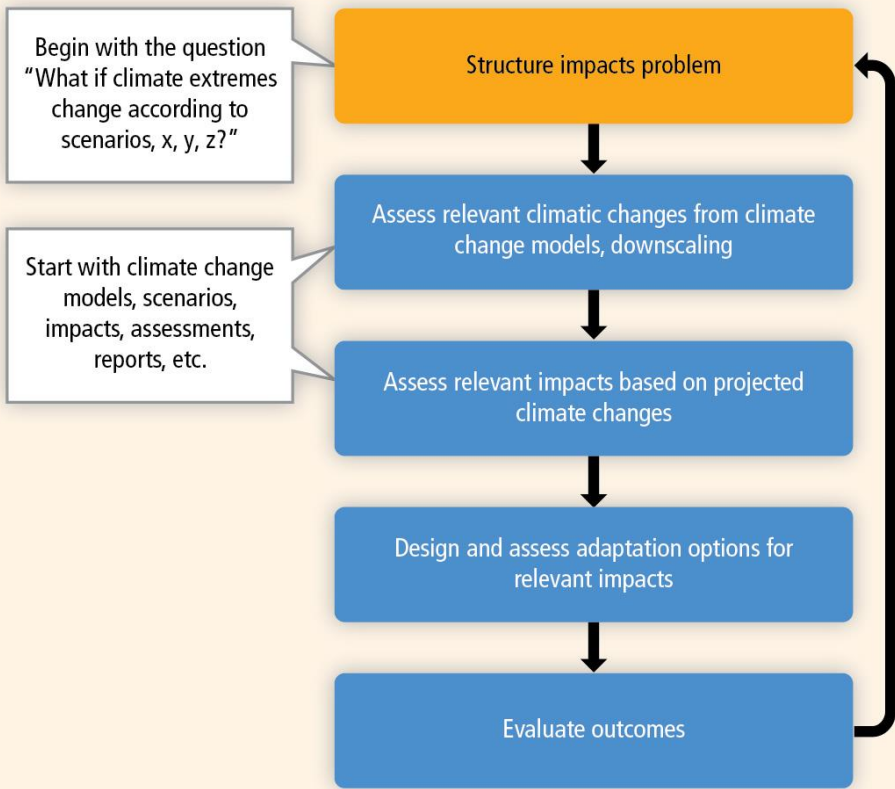 Begin with the question
“What if climate extremes
change according to
scenarios, x, y, z?”
Structure impacts problem
Assess relevant climatic changes from climate
change models, downscaling
Start with climate change
models, scenarios,
impacts, assessments,
reports, etc.
Assess relevant impacts based on projected
climate changes
Design and assess adaptation options for
relevant impacts
Evaluate outcomes